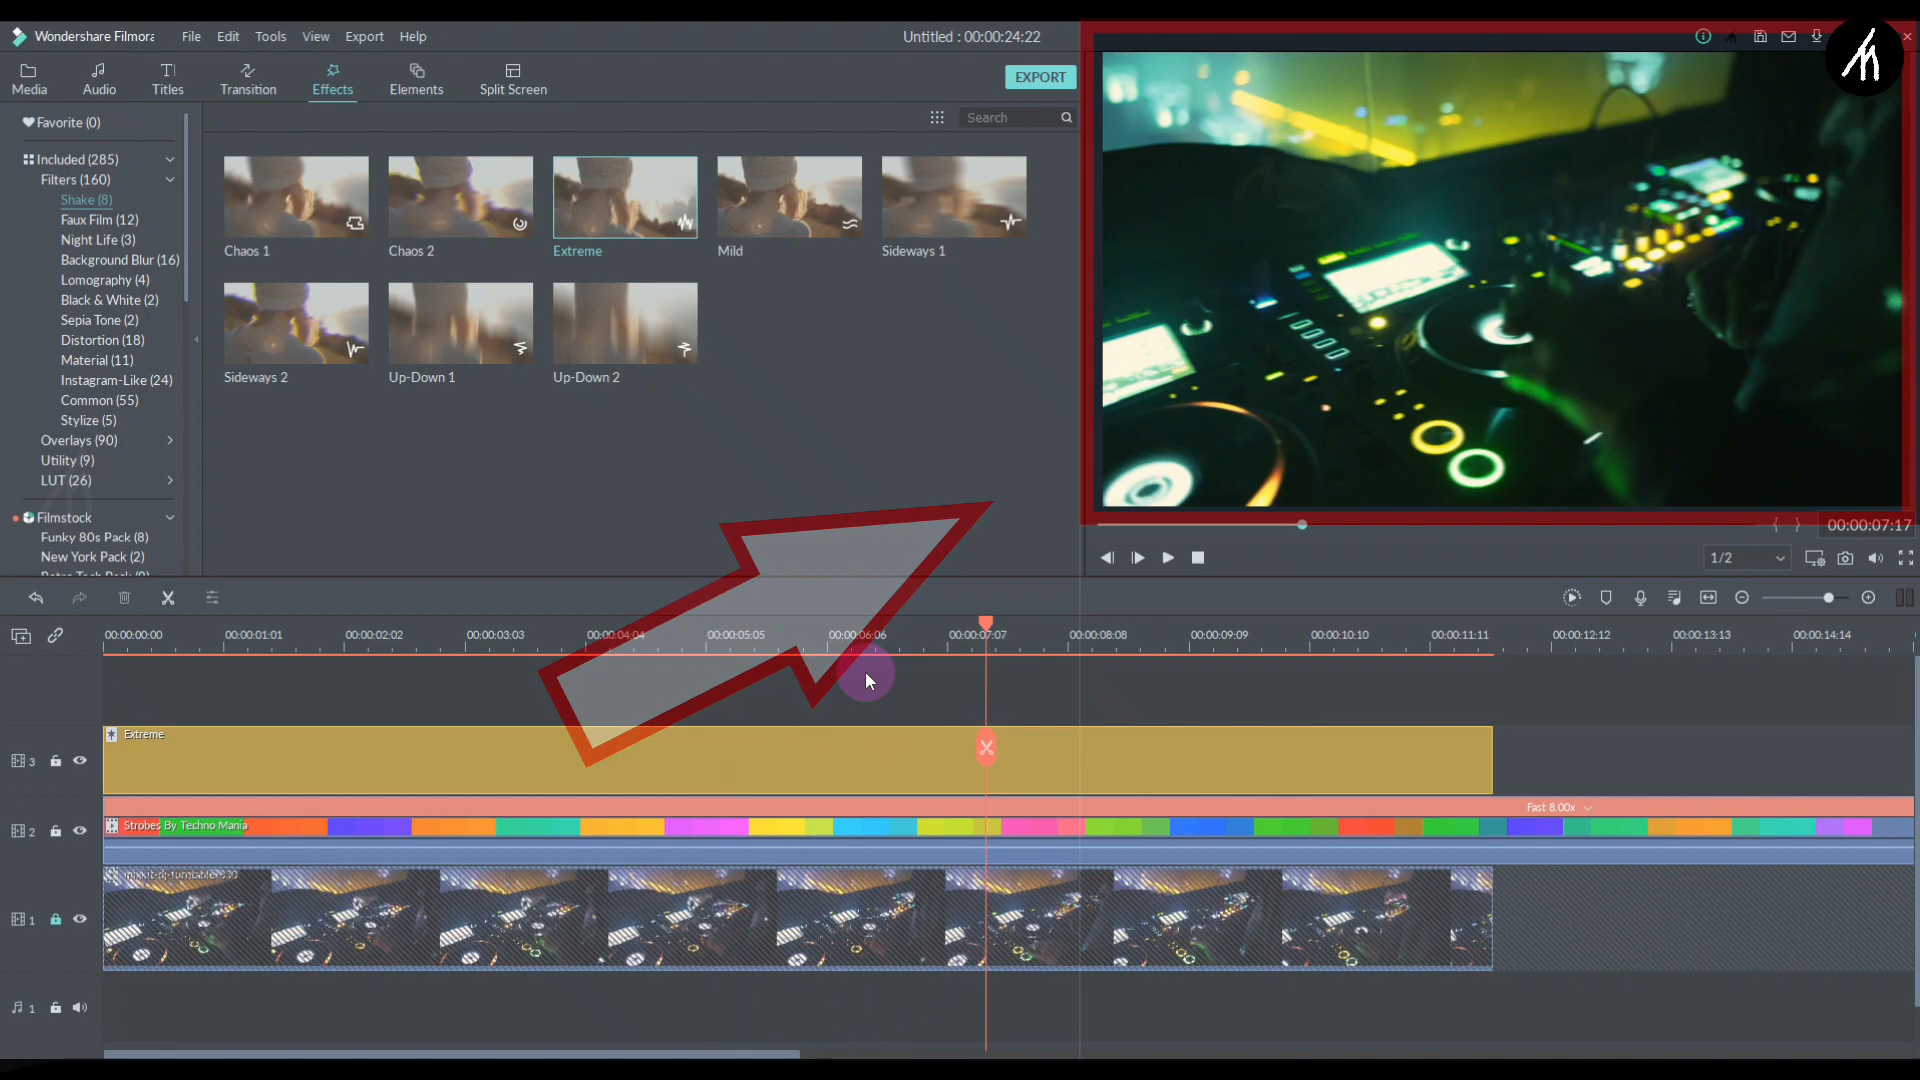 Wondershare Filmora
File Edit Tools View Export Help
Untitled : 00:00:24:22
Media Audio Titles Transition Effects Elements Split Screen
EXPORT
Favorite (0)
Search
Included (285)
Filters (160)
Shake (8)
Faux Film (12)
Night Life (3)
Background Blur (16)
Lomography (4)
Black & White (2)
Sepia Tone (2)
Distortion (18)
Material (11)
Instagram-Like (24)
Common (55)
Stylize (5)
Overlays (90)
Utility (9)
LUT (26)
Filmstock
Funky 80s Pack (8)
New York Pack (2)
Chaos 1 Chaos 2 Extreme Mild Sideways 1
Sideways 2 Up-Down 1 Up-Down 2
00:00:07:17
1/2
00:00:00:00 00:00:01:01 00:00:02:02 00:00:03:03 00:00:04:04 00:00:05:05 00:00:06:06 00:00:07:07 00:00:08:08 00:00:09:09 00:00:10:10 00:00:11:11 00:00:12:12 00:00:13:13 00:00:14:14
Extreme
3
Fast 8.00x
Strobes By Techno Mania
2
1
1